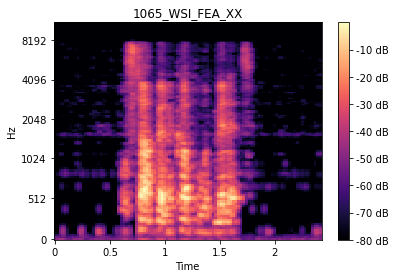 1065_WSI_FEA_XX
8192
4096
2048
1024
512
0
Hz
0
0.5
1
1.5
2
Time
-10 dB
-20 dB
-30 dB
-40 dB
-50 dB
-60 dB
-70 dB
-80 dB